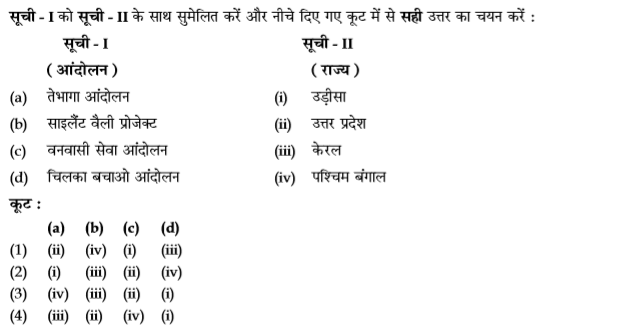 सूची - I को सूची - II के साथ सुमेलित करें और नीचे दिए गए कूट में से सही उत्तर का चयन करें :
सूची - I सूची - II
( आंदोलन ) ( राज्य )
(a) तेभागा आंदोलन (i) उड़ीसा
(b) साइलैंट वैली प्रोजेक्ट (ii) उत्तर प्रदेश
(c) वनवासी सेवा आंदोलन (iii) केरल
(d) चिलका बचाओ आंदोलन (iv) पश्चिम बंगाल
कूट :
(a) (b) (c) (d)
(1) (ii) (iv) (i) (iii)
(2) (i) (iii) (ii) (iv)
(3) (iv) (iii) (ii) (i)
(4) (iii) (ii) (iv) (i)